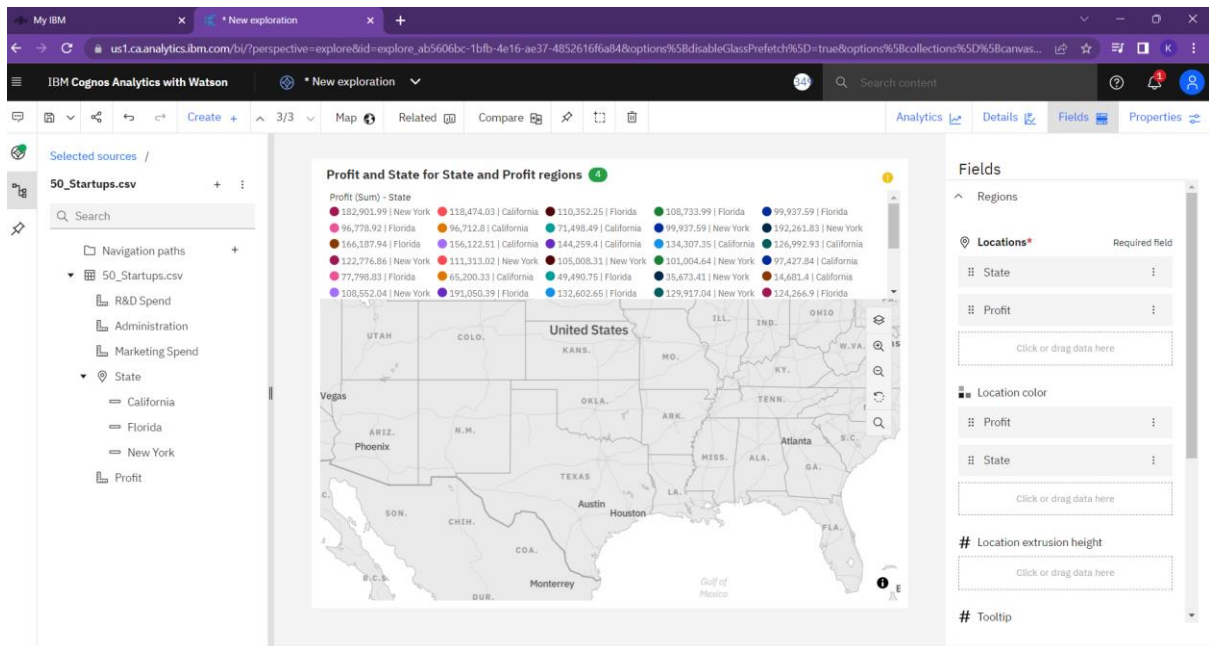 My IBM
* New exploration
us1.ca.analytics.ibm.com/bi/?perspective=explore&id=explore_ab5606bc-1bfb-4e16-ae37-4852616f6a84&options%5BdisableGlassPrefetch%5D=true&options%5Bcollections%5D%5Bcanvas...
K
IBM Cognos Analytics with Watson
* New exploration
Search content
1
Create +
3/3
Map
Related
Compare
Analytics
Details
Fields
Properties
Selected sources /
50_Startups.csv
Search
Navigation paths
50_Startups.csv
R&D Spend
Administration
Marketing Spend
State
California
Florida
New York
Profit
Profit and State for State and Profit regions 4
Profit (Sum) - State
182,901.99 | New York 118,474.03 | California 110,352.25 | Florida 108,733.99 | Florida 99,937.59 | Florida
96,778.92 | Florida 96,712.8 | California 71,498.49 | California 99,937.59 | New York 192,261.83 | New York
166,187.94 | Florida 156,122.51 | California 144,259.4 | California 134,307.35 | California 126,992.93 | California
122,776.86 | New York 111,313.02 | New York 105,008.31 | New York 101,004.64 | New York 97,427.84 | California
77,798.83 | Florida 65,200.33 | California 49,490.75 | Florida 35,673.41 | New York 14,681.4 | California
108,552.04 | New York 191,050.39 | Florida 132,602.65 | Florida 129,917.04 | New York 124,266.9 | Florida
ILL.
IND.
OHIO
UTAH
COLO.
United States
KANS.
MO.
W.VA.
KY.
Vegas
OKLA.
TENN.
ARK.
ARIZ.
N.M.
Phoenix
Atlanta
S.C.
MISS.
ALA.
GA.
TEXAS
LA.
Austin
Houston
SON.
CHIH.
FLA.
COA.
B.C.S.
Monterrey
DUR.
Gulf of
Mexico
Fields
Regions
Locations*
Required field
State
Profit
Click or drag data here
Location color
Profit
State
Click or drag data here
# Location extrusion height
Click or drag data here
# Tooltip